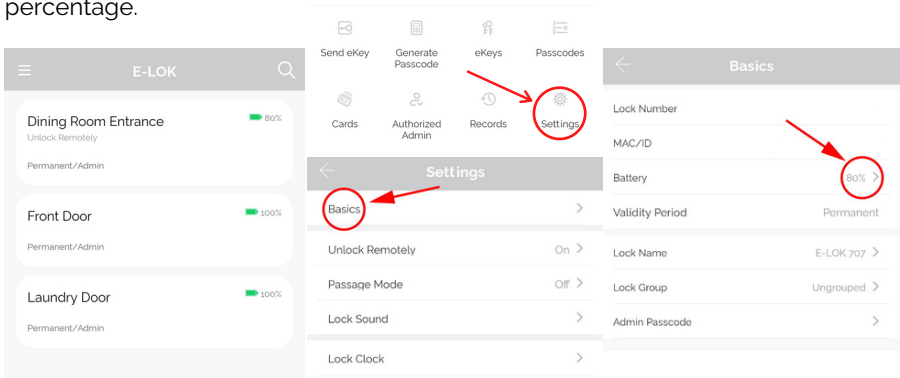 percentage.
E-LOK
Dining Room Entrance
80%
Unlock Remotely
Permanent/Admin
Front Door
100%
Permanent/Admin
Laundry Door
100%
Permanent/Admin
Send eKey
Generate
Passcode
eKeys
Passcodes
Cards
Authorized
Admin
Records
Settings
Settings
Basics
Unlock Remotely On
Passage Mode Off
Lock Sound
Lock Clock
Basics
Lock Number
MAC/ID
Battery 80%
Validity Period Permanent
Lock Name E-LOK 707
Lock Group Ungrouped
Admin Passcode